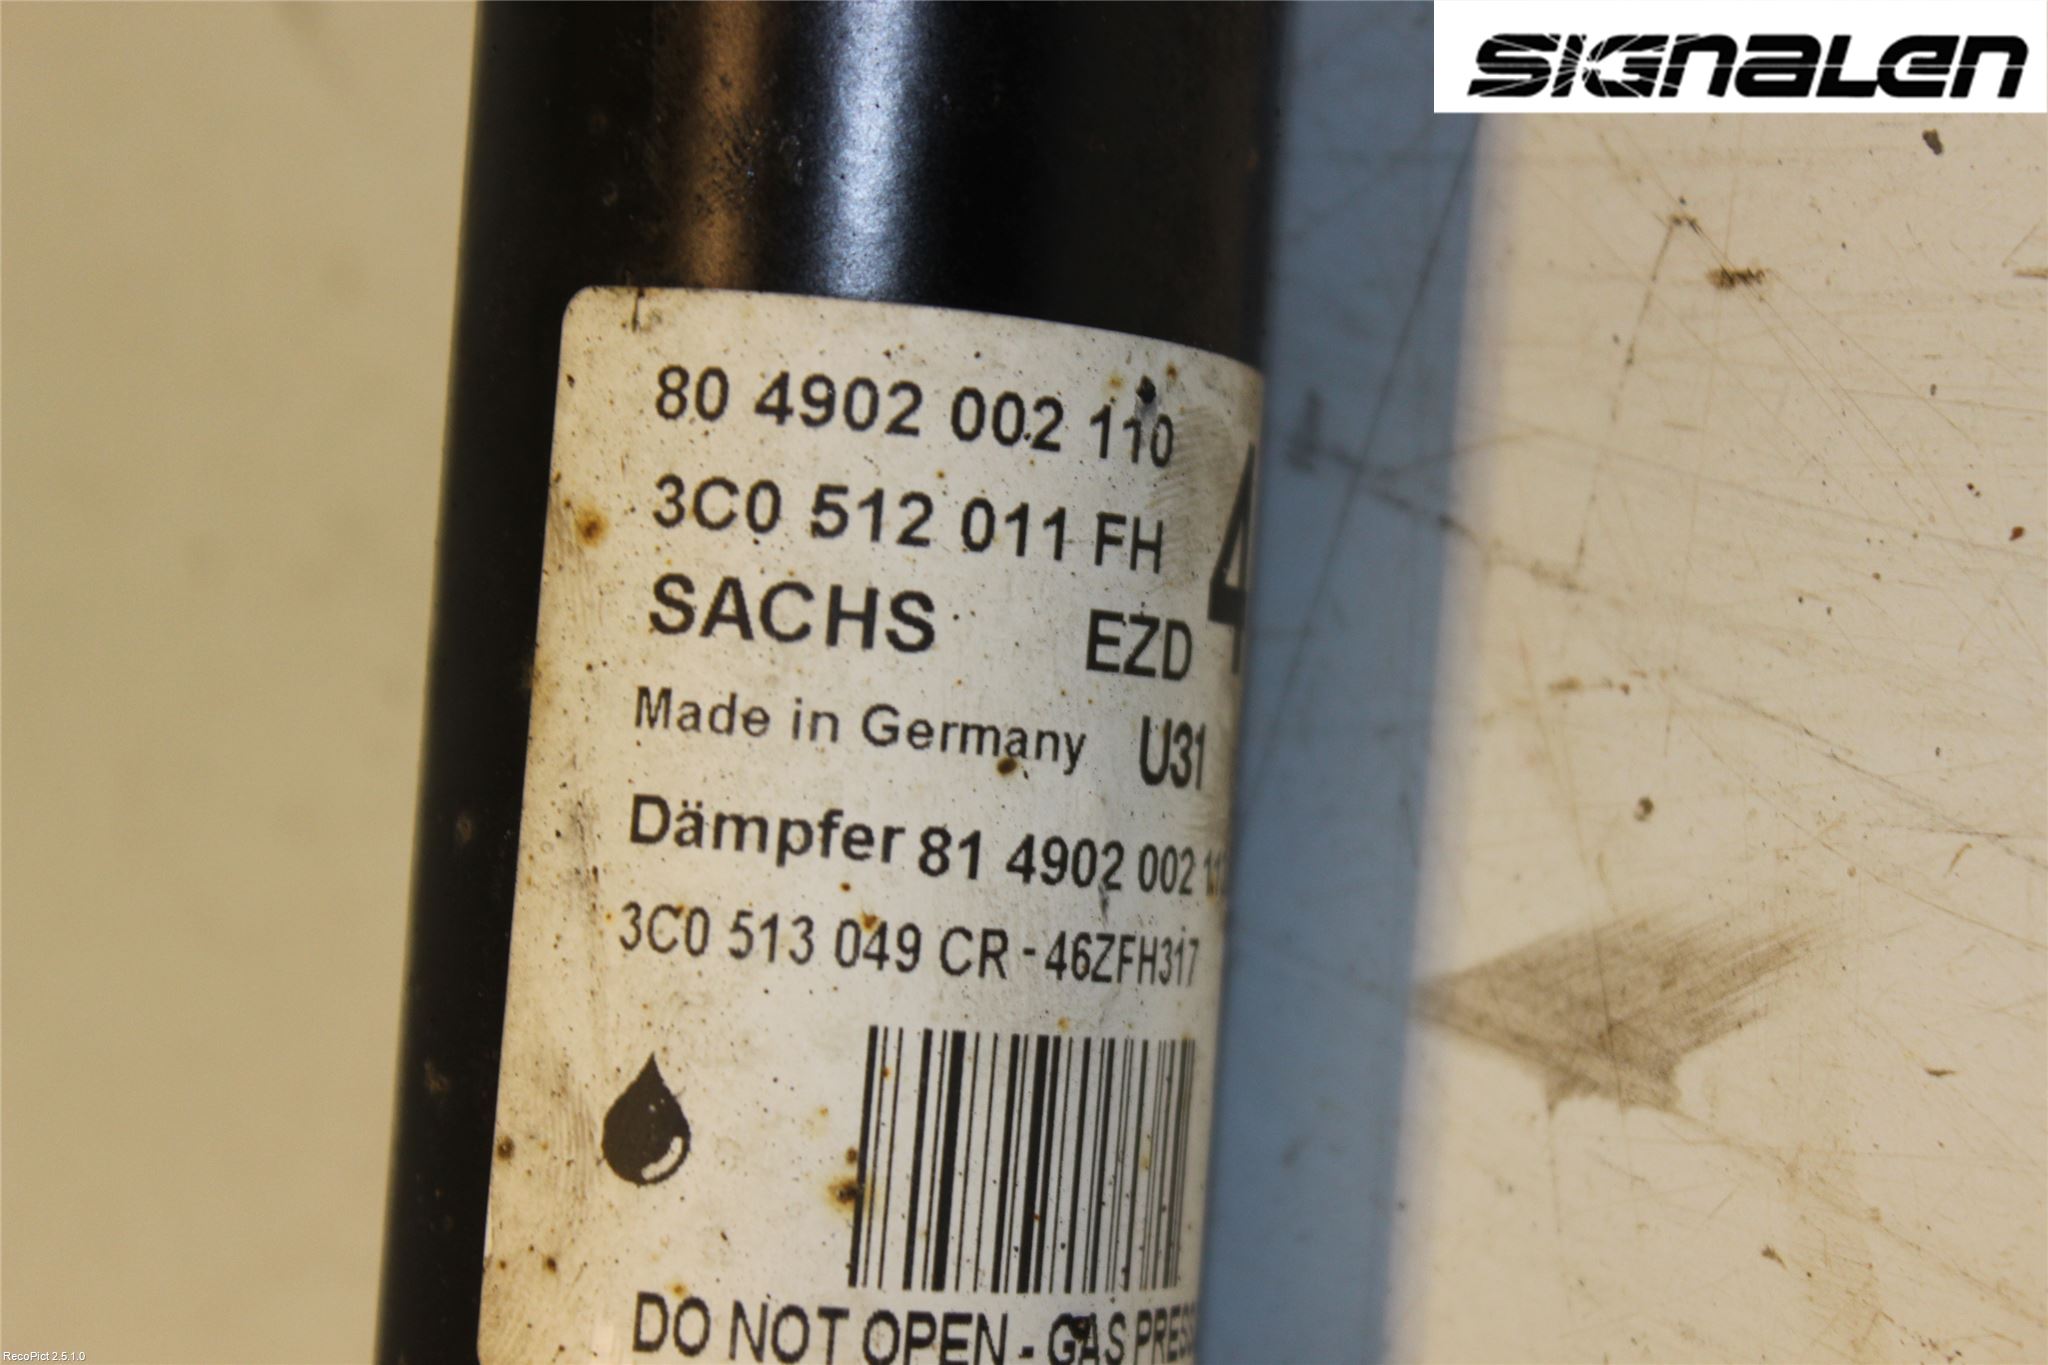 SIGNALEN
80 4902 002 110
3C0 512 011 FH
SACHS EZD 4
Made in Germany U31
Dämpfer 81 4902 002
3C0 513 049 CR - 46ZFH317
DO NOT OPEN - GAS
RecoPict 2.5.1.0